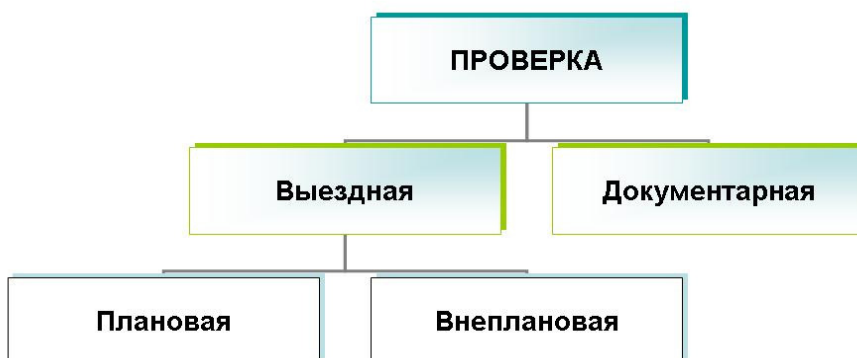 ПРОВЕРКА
Выездная
Документарная
Плановая
Внеплановая